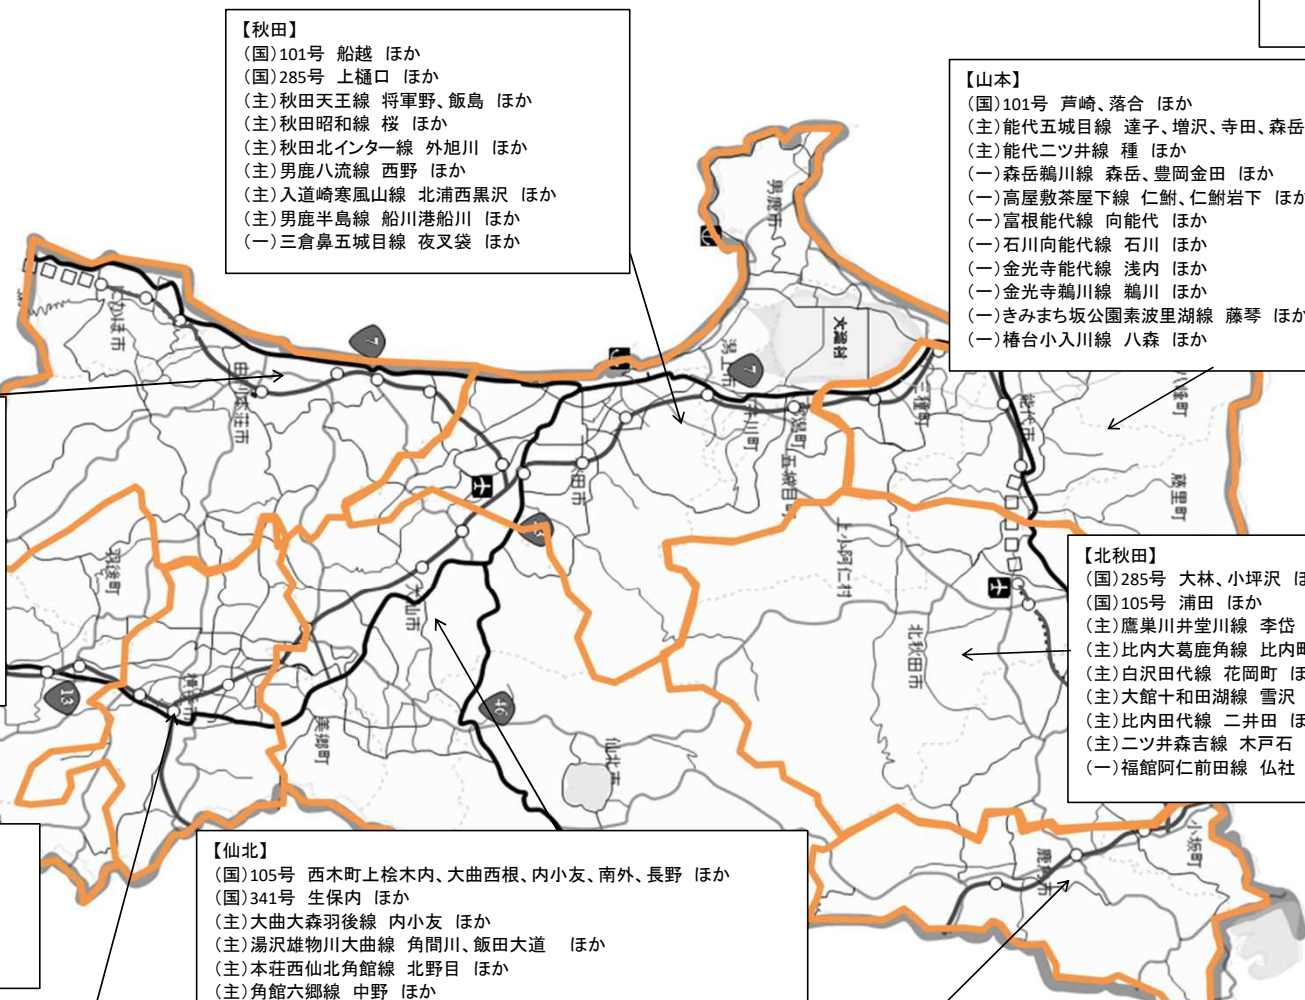 【秋田】
（国）101号 船越 ほか
（国）285号 上樋口 ほか
（主）秋田天王線 将軍野、飯島 ほか
（主）秋田昭和線 桜 ほか
（主）秋田北インター線 外旭川 ほか
（主）男鹿八流線 西野 ほか
（主）入道崎寒風山線 北浦西黒沢 ほか
（主）男鹿半島線 船川港船川 ほか
（一）三倉鼻五城目線 夜叉袋 ほか
【山本】
（国）101号 芦崎、落合 ほか
（主）能代五城目線 達子、増沢、寺田、森岳
（主）能代二ツ井線 種 ほか
（一）森岳鵜川線 森岳、豊岡金田 ほか
（一）高屋敷茶屋下線 仁鮒、仁鮒岩下 ほか
（一）富根能代線 向能代 ほか
（一）石川向能代線 石川 ほか
（一）金光寺能代線 浅内 ほか
（一）金光寺鵜川線 鵜川 ほか
（一）きみまち坂公園素波里湖線 藤琴 ほか
（一）椿台小入川線 八森 ほか
【北秋田】
（国）285号 大林、小坪沢 ほ
（国）105号 浦田 ほか
（主）鷹巣川井堂川線 李岱
（主）比内大葛鹿角線 比内町
（主）白沢田代線 花岡町 ほ
（主）大館十和田湖線 雪沢
（主）比内田代線 二井田 ほ
（主）二ツ井森吉線 木戸石
（一）福館阿仁前田線 仏社
【仙北】
（国）105号 西木町上桧木内、大曲西根、内小友、南外、長野 ほか
（国）341号 生保内 ほか
（主）大曲大森羽後線 内小友 ほか
（主）湯沢雄物川大曲線 角間川、飯田大道 ほか
（主）本荘西仙北角館線 北野目 ほか
（主）角館六郷線 中野 ほか
男鹿市
大潟村
潟上市
井川町
五城目
三種町
能代市
藤里町
上小阿仁村
北秋田市
にかほ市
羽後町
美郷町
仙北市
鹿角市
小坂町
7
7
13
46